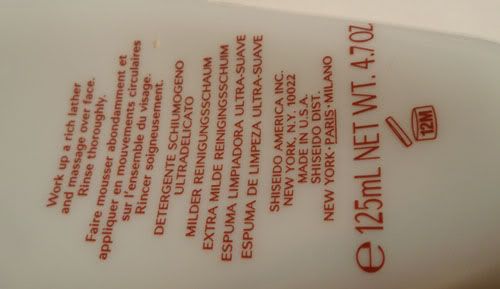 Work up a rich lather
and massage over face.
Rinse thoroughly.
Faire mousser abondamment et
appliquer en mouvements circulaires
sur l'ensemble du visage.
Rincer soigneusement.
DETERGENTE SCHIUMOGENO
ULTRADELICATO
MILDER REINIGUNGSSCHAUM
EXTRA MILDE REINIGINGSSCHUIM
ESPUMA LIMPIADORA ULTRA-SUAVE
ESPUMA DE LIMPEZA ULTRA-SUAVE
SHISEIDO AMERICA INC.
NEW YORK, N.Y. 10022
MADE IN U.S.A.
SHISEIDO DIST.
NEW YORK·PARIS·MILANO
e 125mL NET WT. 4.7OZ
12M